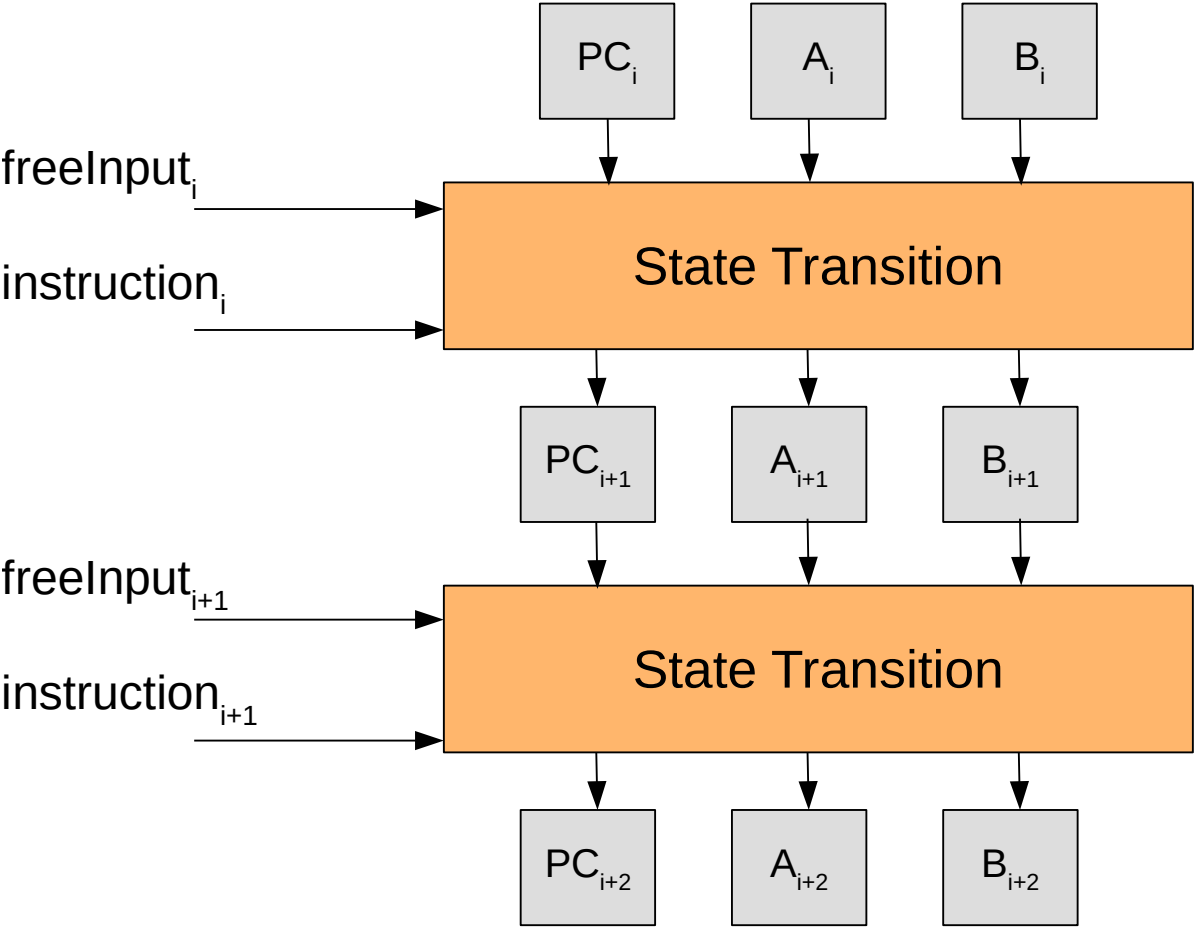 PCi Ai Bi
freeInputi
instructioni
State Transition
PCi+1 Ai+1 Bi+1
freeInputi+1
instructioni+1
State Transition
PCi+2 Ai+2 Bi+2